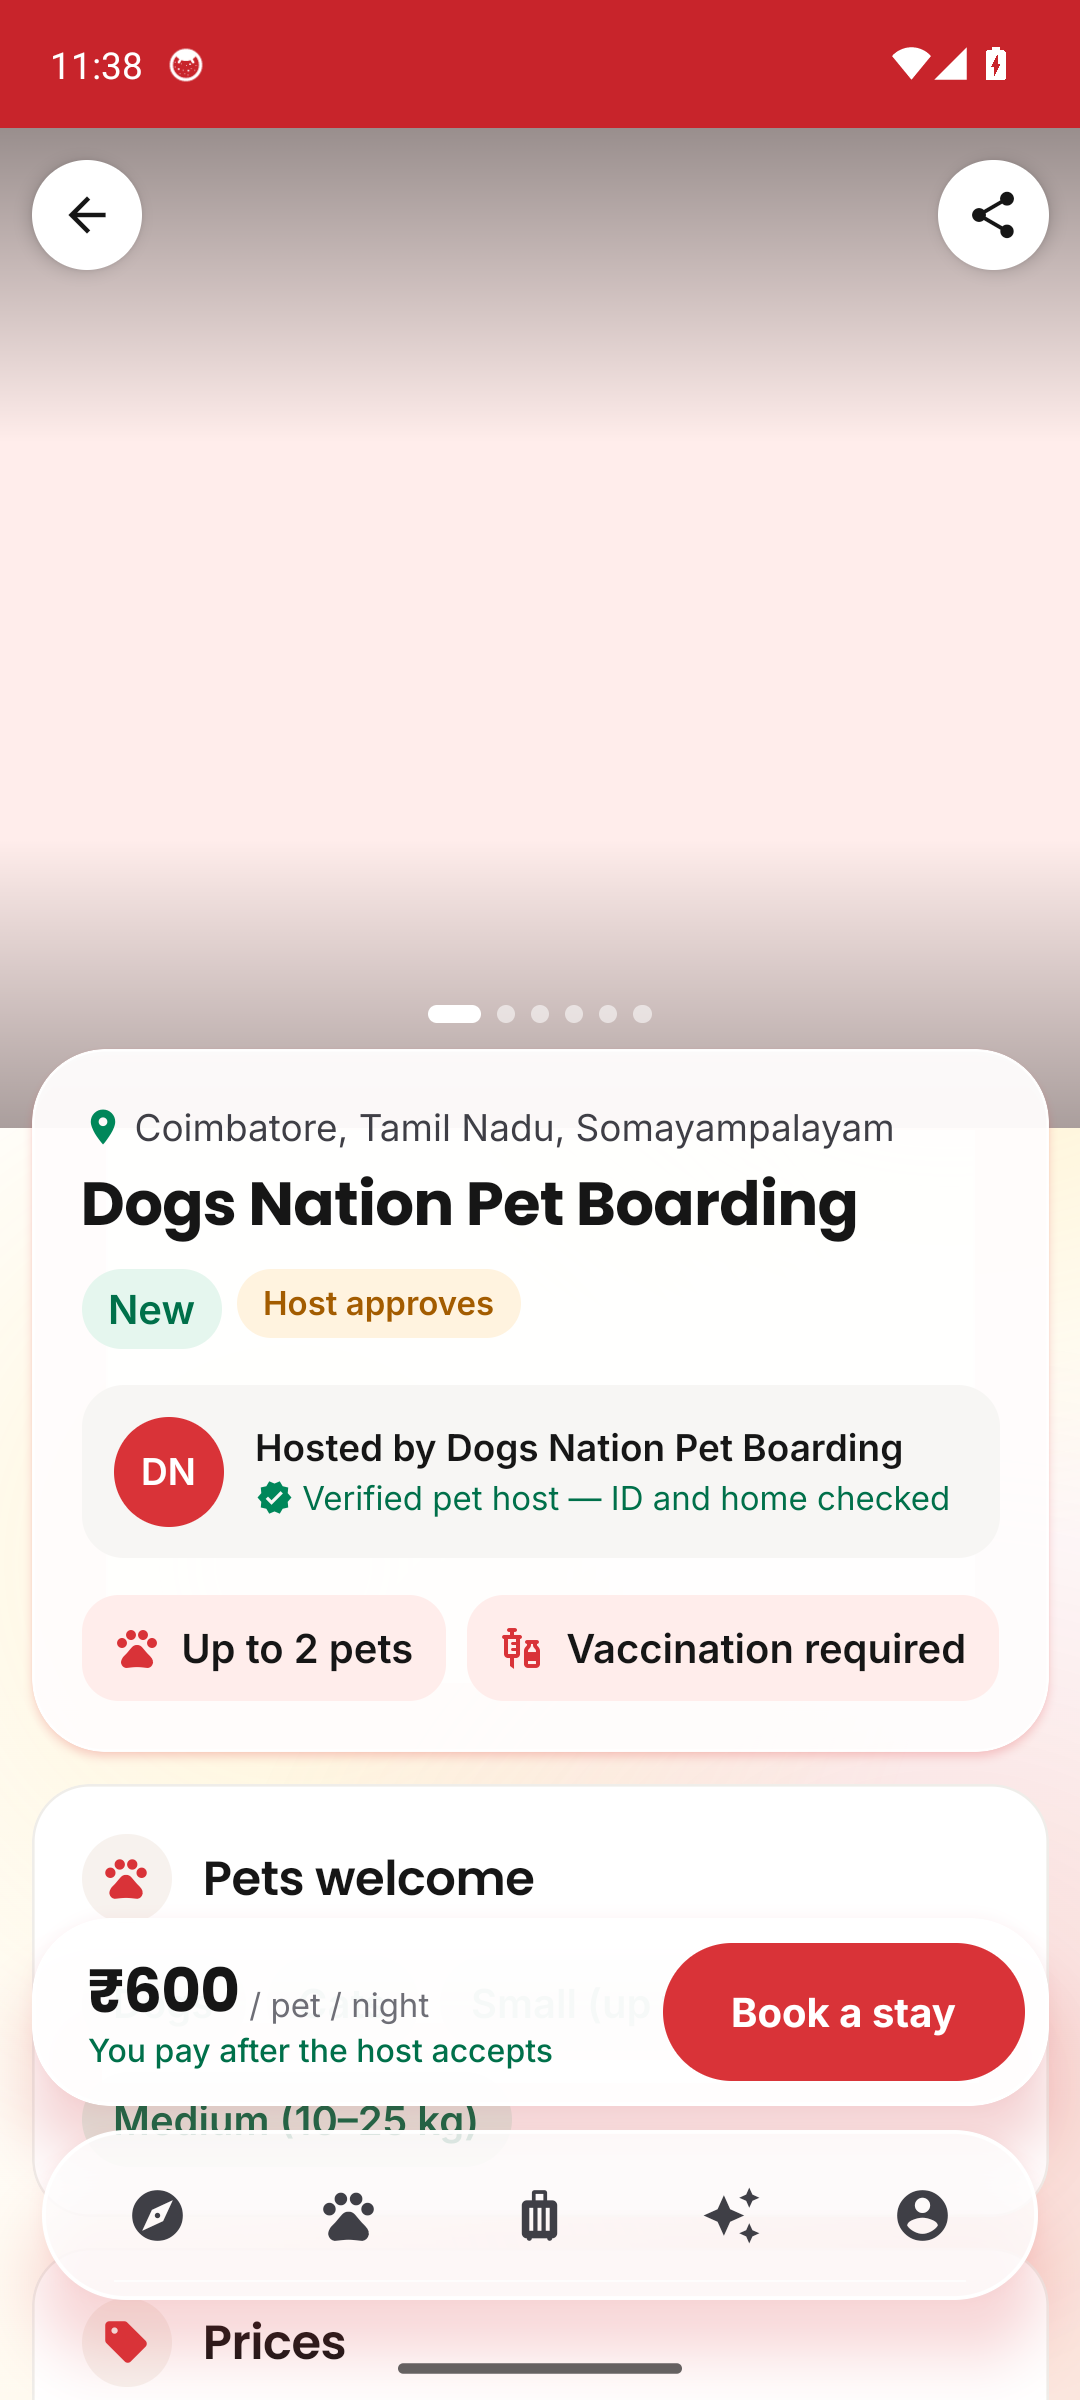 11:38
Coimbatore, Tamil Nadu, Somayampalayam
Dogs Nation Pet Boarding
New
Host approves
DN
Hosted by Dogs Nation Pet Boarding
Verified pet host — ID and home checked
Up to 2 pets
Vaccination required
Pets welcome
₹600 / pet / night
Small (up
Book a stay
You pay after the host accepts
Medium (10–25 kg)
Prices